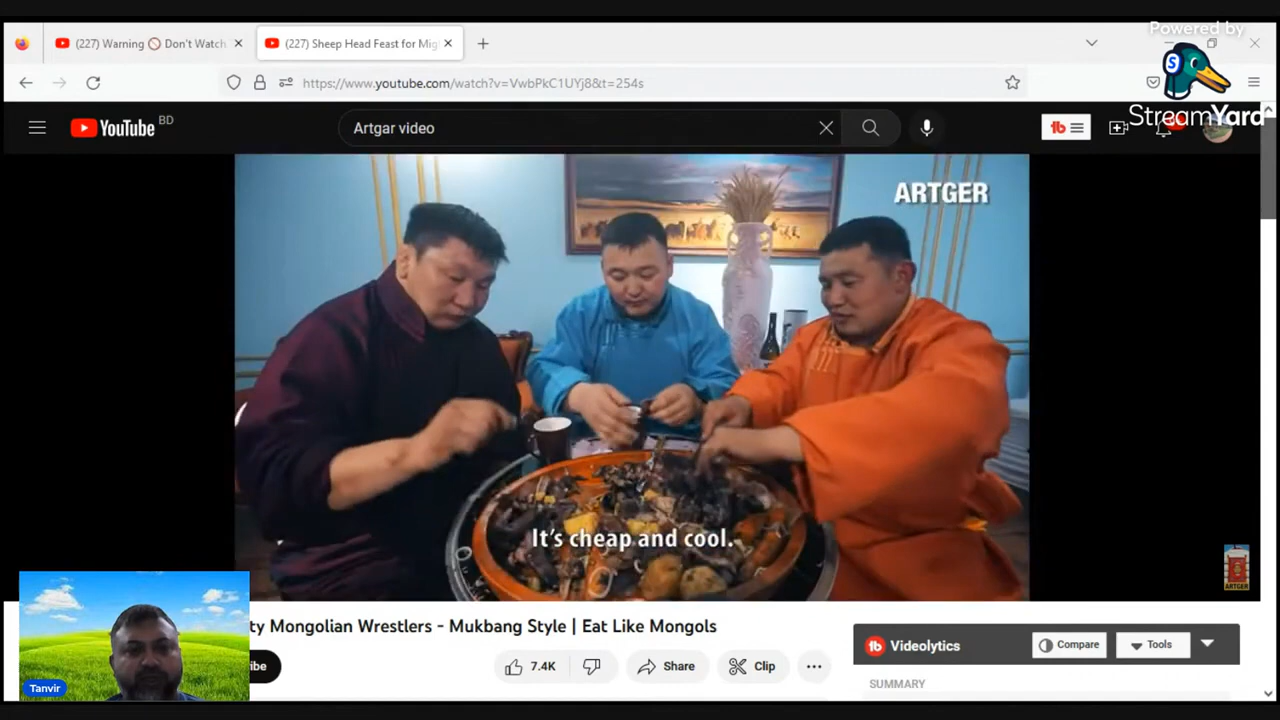 Powered by
StreamYard
(227) Warning 🚫 Don't Watch
(227) Sheep Head Feast for Mig
https://www.youtube.com/watch?v=VwbPkC1UYj8&t=254s
YouTube BD
Artgar video
ARTGER
It's cheap and cool.
ARTGER
ty Mongolian Wrestlers - Mukbang Style | Eat Like Mongols
be
7.4K
Share
Clip
Videolytics
Compare
Tools
SUMMARY
Tanvir